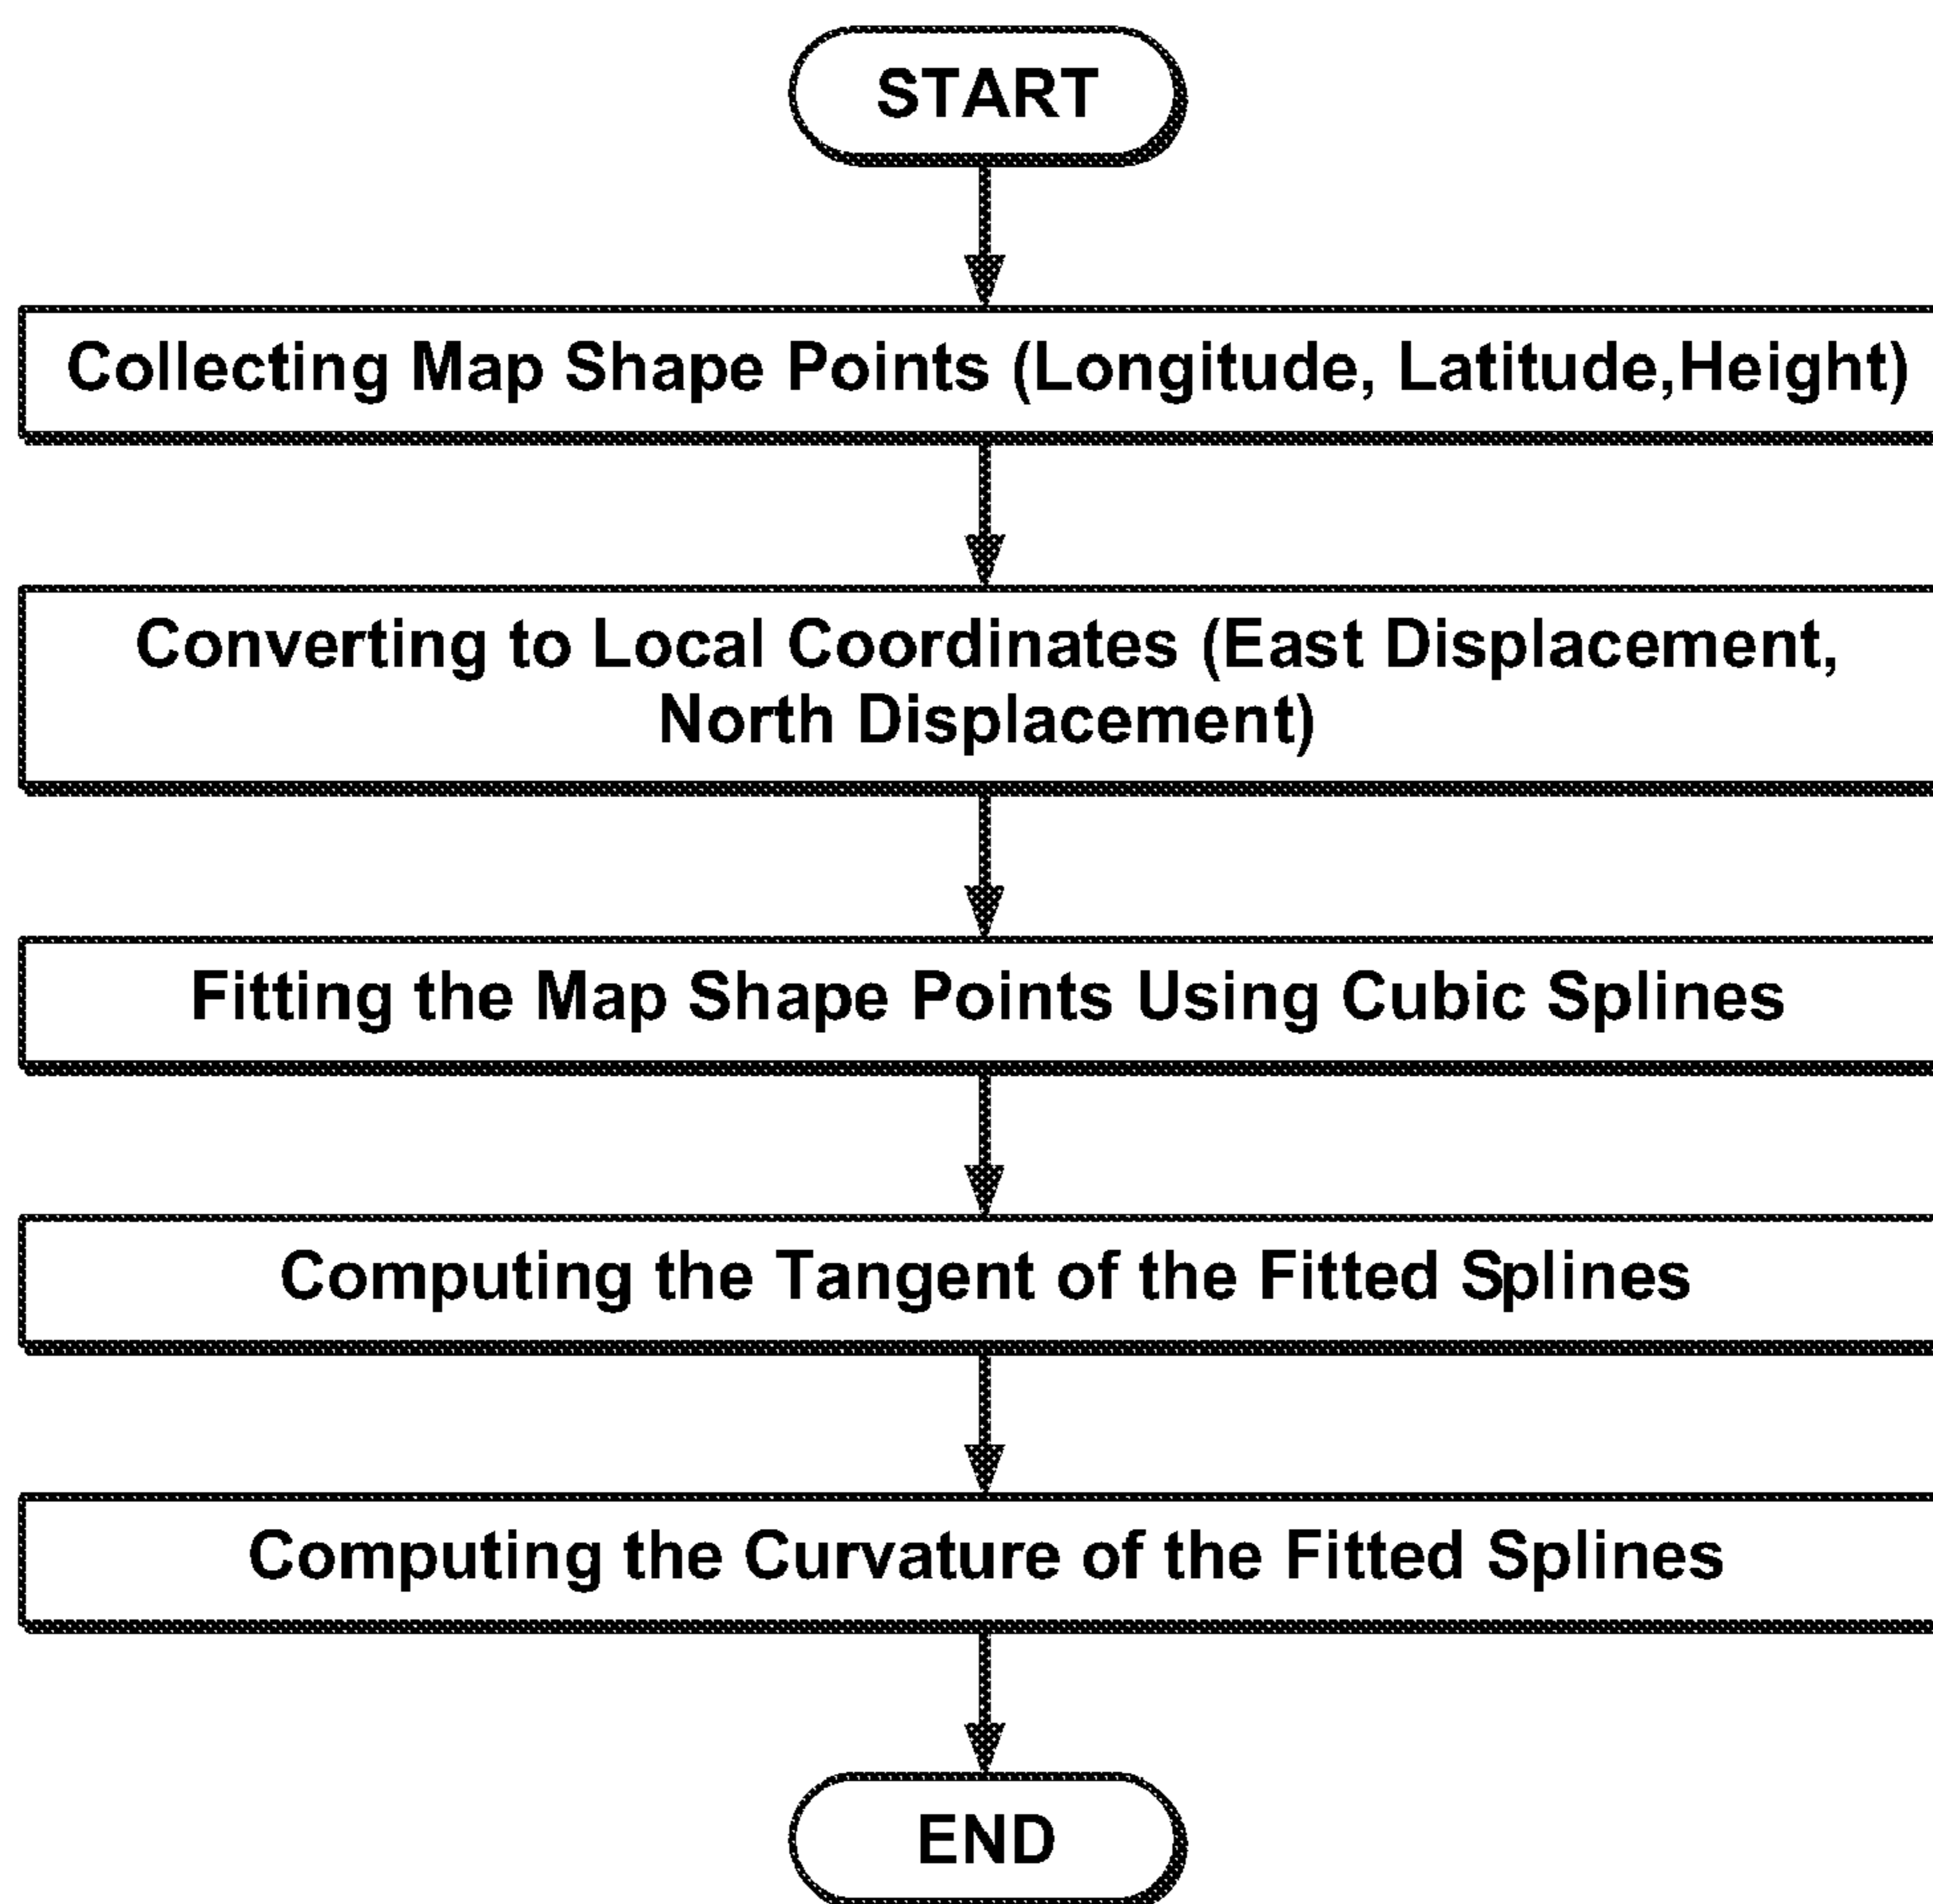 START
Collecting Map Shape Points (Longitude, Latitude,Height)
Converting to Local Coordinates (East Displacement,
North Displacement)
Fitting the Map Shape Points Using Cubic Splines
Computing the Tangent of the Fitted Splines
Computing the Curvature of the Fitted Splines
END